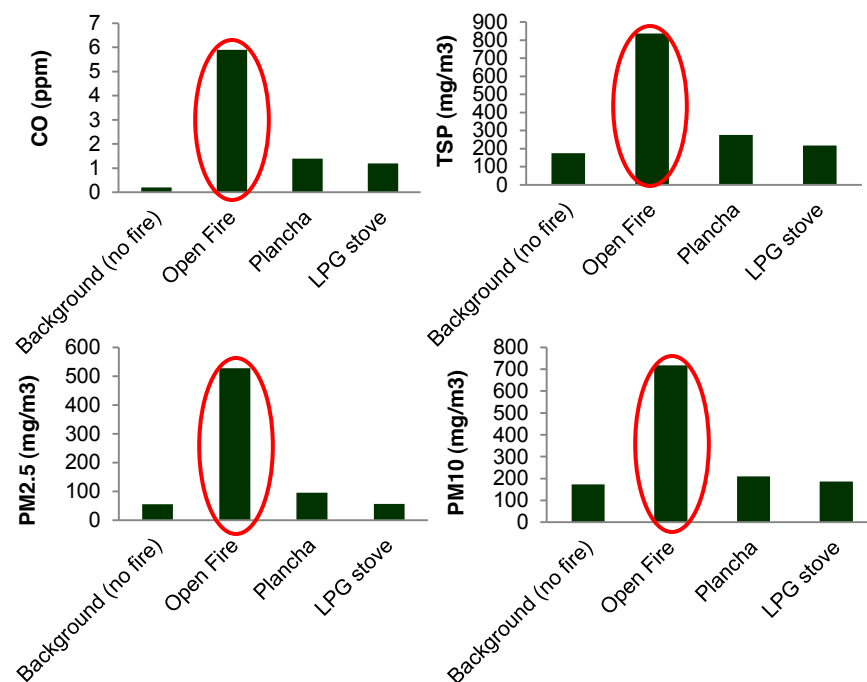 CO (ppm)
7
6
5
4
3
2
1
0
Background (no fire)
Open Fire
Plancha
LPG stove
TSP (mg/m3)
900
800
700
600
500
400
300
200
100
0
Background (no fire)
Open Fire
Plancha
LPG stove
PM2.5 (mg/m3)
600
500
400
300
200
100
0
Background (no fire)
Open Fire
Plancha
LPG stove
PM10 (mg/m3)
800
700
600
500
400
300
200
100
0
Background (no fire)
Open Fire
Plancha
LPG stove